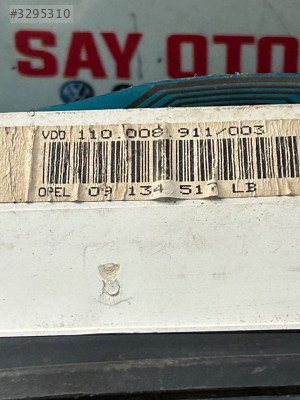 #3295310
SAY OTO
VDO 110.008.911/003
OPEL 09 134 517 LB